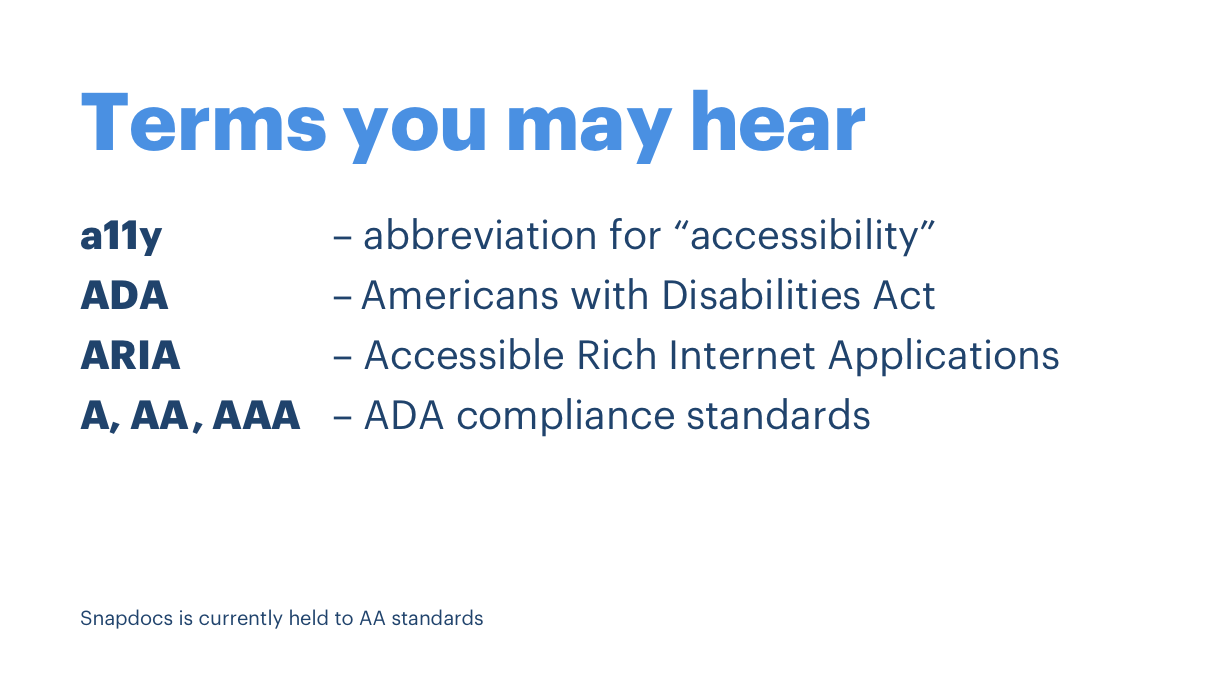 Terms you may hear
a11y – abbreviation for “accessibility”
ADA – Americans with Disabilities Act
ARIA – Accessible Rich Internet Applications
A, AA, AAA – ADA compliance standards
Snapdocs is currently held to AA standards